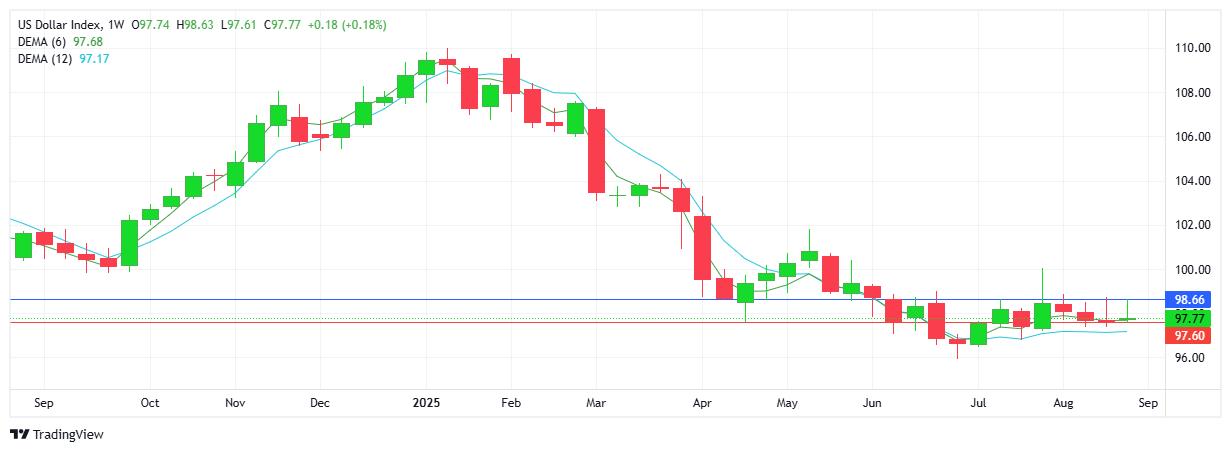 US Dollar Index, 1W O97.74 H98.63 L97.61 C97.77 +0.18 (+0.18%)
DEMA (6) 97.68
DEMA (12) 97.17
110.00
108.00
106.00
104.00
102.00
100.00
98.66
97.77
97.60
96.00
Sep Oct Nov Dec 2025 Feb Mar Apr May Jun Jul Aug Sep
TradingView